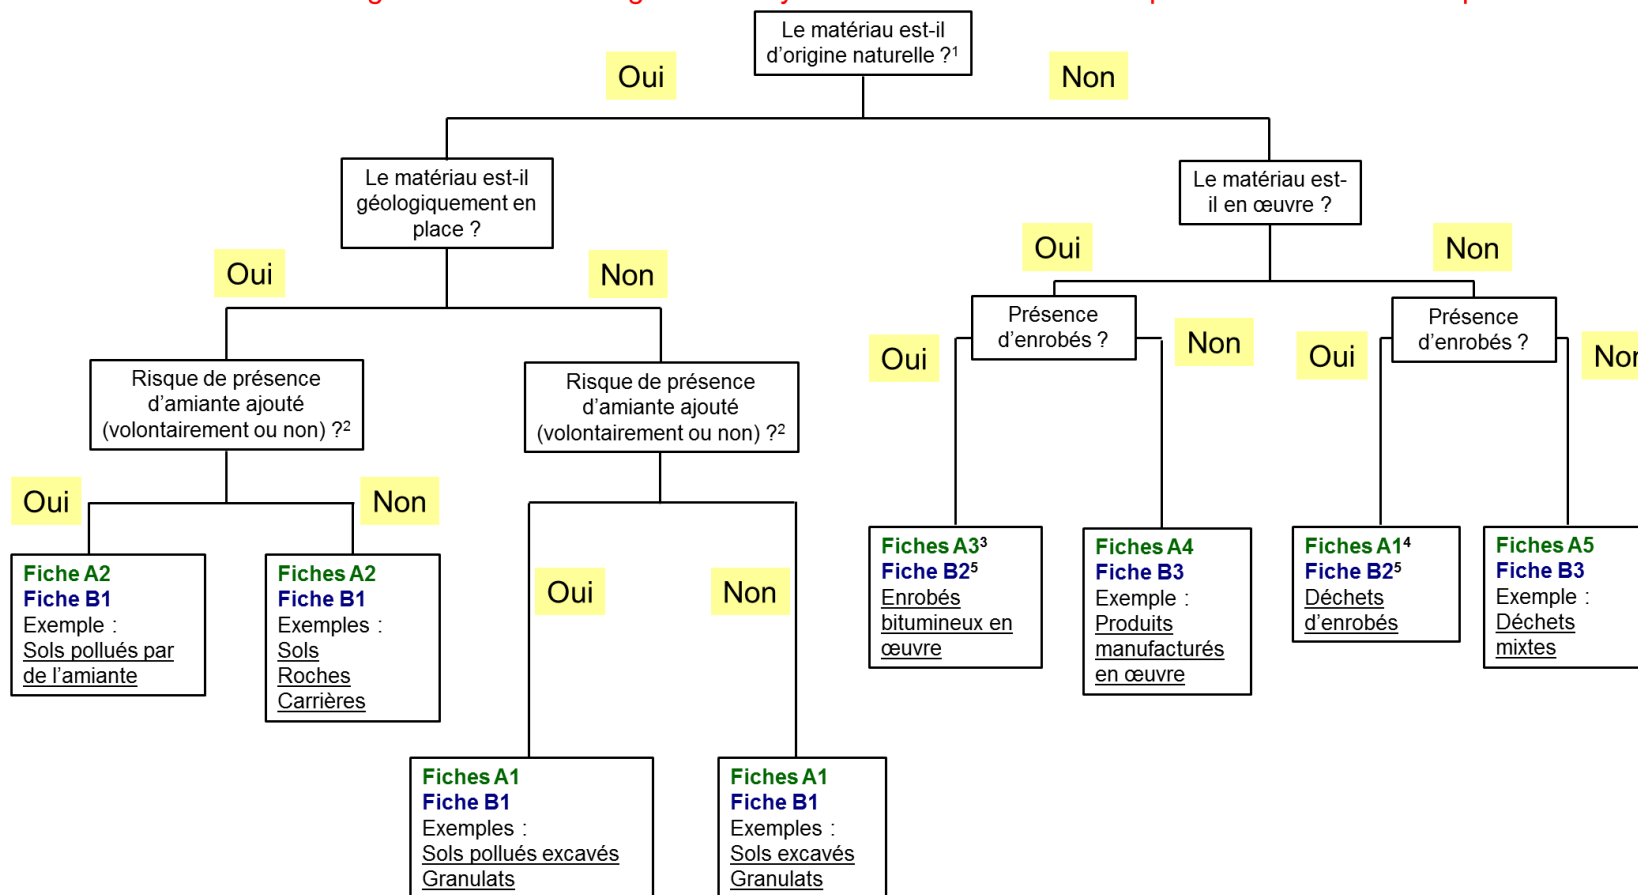 Le matériau est-il
d'origine naturelle ?1
Oui
Non
Le matériau est-il
géologiquement en
place ?
Le matériau est-
il en œuvre ?
Oui
Non
Oui
Non
Risque de présence
d'amiante ajouté
(volontairement ou non) ?2
Risque de présence
d'amiante ajouté
(volontairement ou non) ?2
Présence
d'enrobés ?
Présence
d'enrobés ?
Oui
Non
Oui
Non
Oui
Non
Oui
Non
Fiche A2
Fiche B1
Exemple :
Sols pollués par
de l'amiante
Fiches A2
Fiche B1
Exemples :
Sols
Roches
Carrières
Fiches A1
Fiche B1
Exemples :
Sols pollués excavés
Granulats
Fiches A1
Fiche B1
Exemples :
Sols excavés
Granulats
Fiches A3³
Fiche B2⁵
Enrobés
bitumineux en
œuvre
Fiches A4
Fiche B3
Exemple :
Produits
manufacturés
en œuvre
Fiches A1⁴
Fiche B2⁵
Déchets
d'enrobés
Fiches A5
Fiche B3
Exemple :
Déchets
mixtes